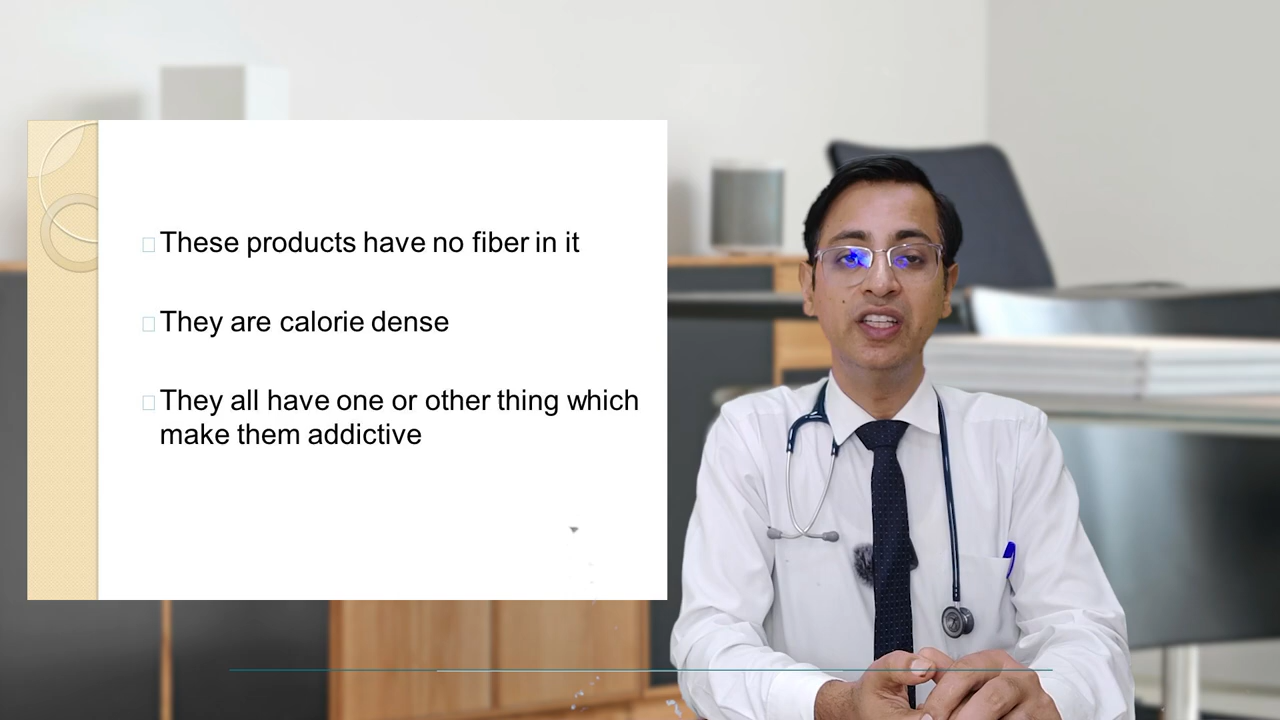 These products have no fiber in it
They are calorie dense
They all have one or other thing which
make them addictive